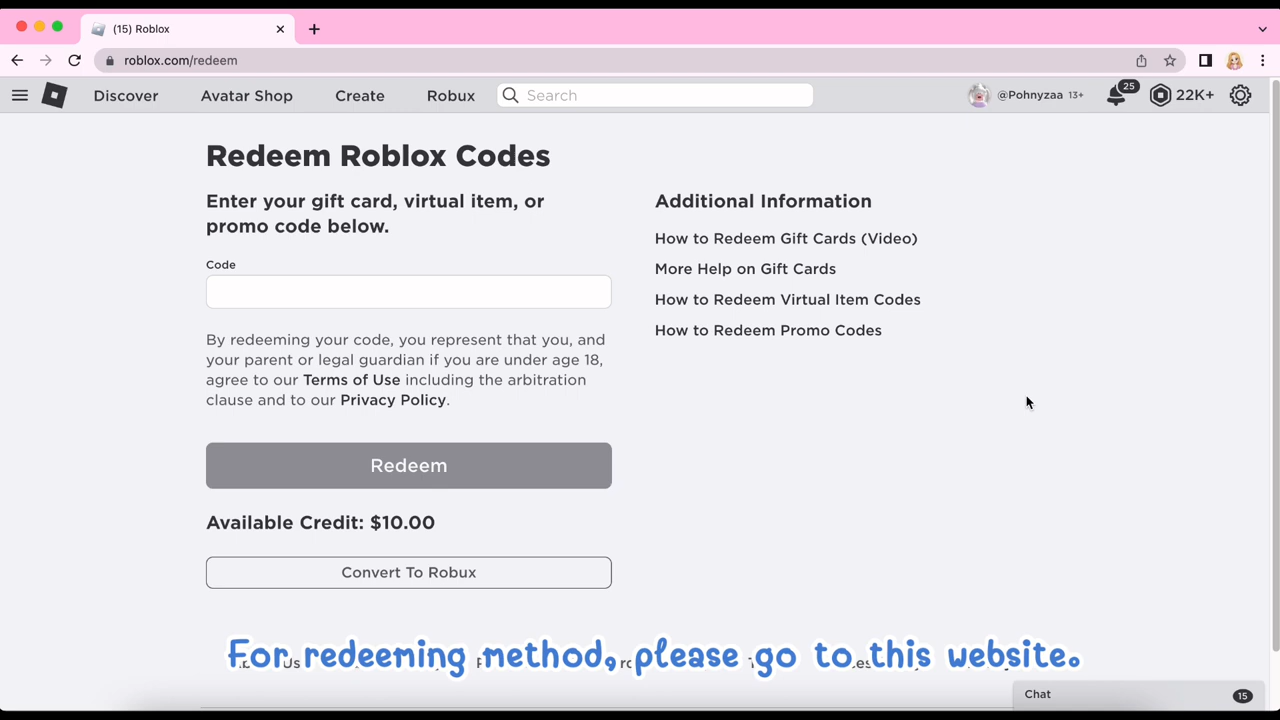 (15) Roblox
roblox.com/redeem
Discover Avatar Shop Create Robux Search @Pohnyzaa 13+ 25 22K+
Redeem Roblox Codes
Enter your gift card, virtual item, or
promo code below.
Code
By redeeming your code, you represent that you, and
your parent or legal guardian if you are under age 18,
agree to our Terms of Use including the arbitration
clause and to our Privacy Policy.
Redeem
Available Credit: $10.00
Convert To Robux
Additional Information
How to Redeem Gift Cards (Video)
More Help on Gift Cards
How to Redeem Virtual Item Codes
How to Redeem Promo Codes
For redeeming method, please go to this website.
Chat 15